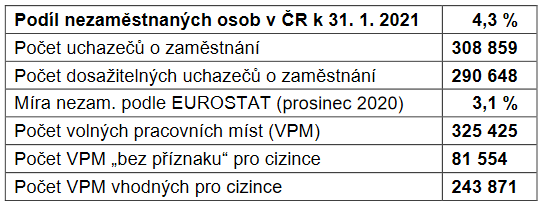 Podíl nezaměstnaných osob v ČR k 31. 1. 2021 4,3 %
Počet uchazečů o zaměstnání 308 859
Počet dosažitelných uchazečů o zaměstnání 290 648
Míra nezam. podle EUROSTAT (prosinec 2020) 3,1 %
Počet volných pracovních míst (VPM) 325 425
Počet VPM „bez příznaku“ pro cizince 81 554
Počet VPM vhodných pro cizince 243 871